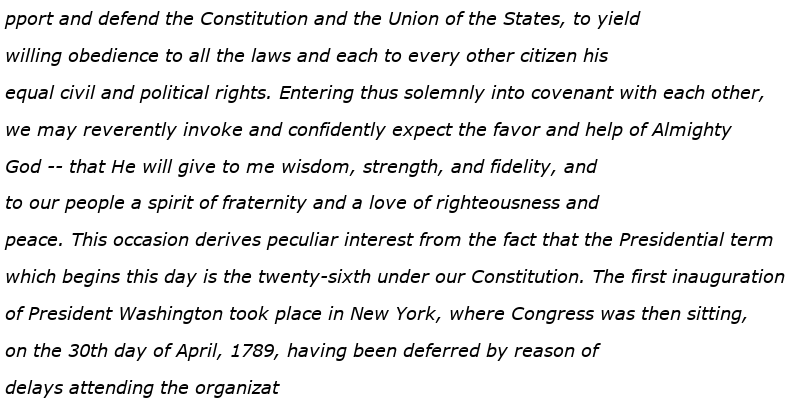 pport and defend the Constitution and the Union of the States, to yield
willing obedience to all the laws and each to every other citizen his
equal civil and political rights. Entering thus solemnly into covenant with each other,
we may reverently invoke and confidently expect the favor and help of Almighty
God -- that He will give to me wisdom, strength, and fidelity, and
to our people a spirit of fraternity and a love of righteousness and
peace. This occasion derives peculiar interest from the fact that the Presidential term
which begins this day is the twenty-sixth under our Constitution. The first inauguration
of President Washington took place in New York, where Congress was then sitting,
on the 30th day of April, 1789, having been deferred by reason of
delays attending the organizat